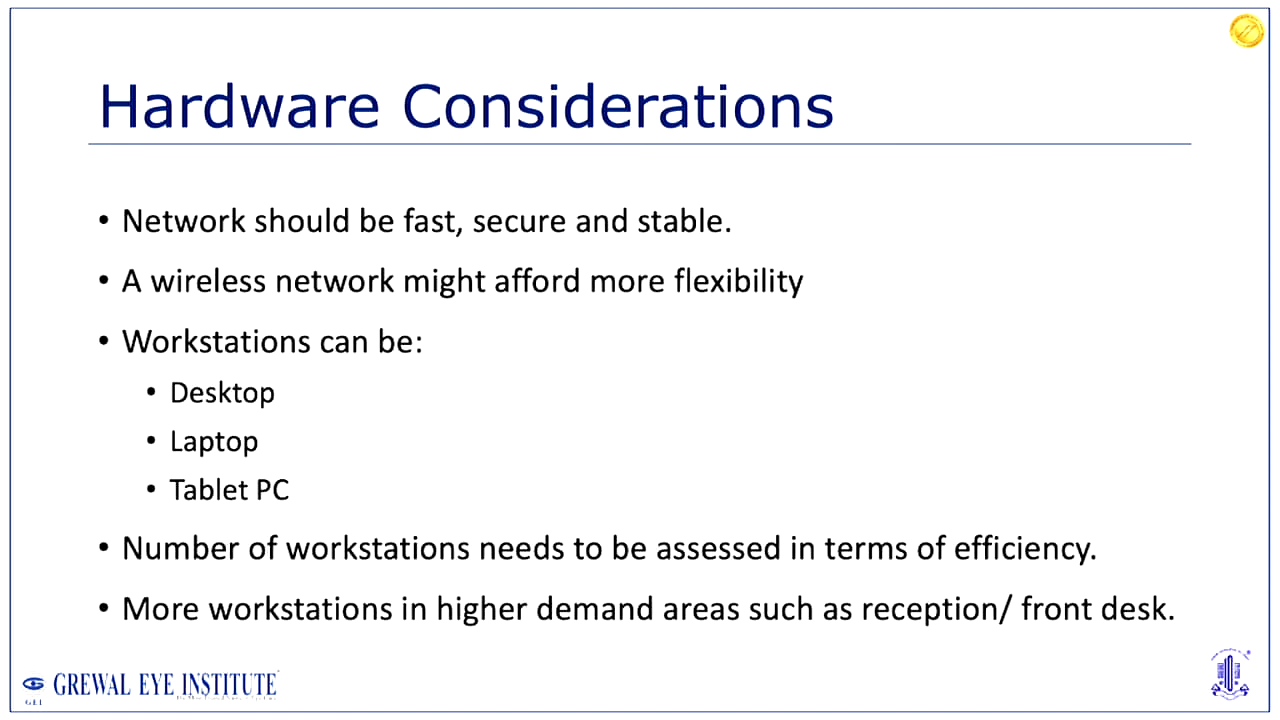 Hardware Considerations
• Network should be fast, secure and stable.
• A wireless network might afford more flexibility
• Workstations can be:
• Desktop
• Laptop
• Tablet PC
• Number of workstations needs to be assessed in terms of efficiency.
• More workstations in higher demand areas such as reception/ front desk.
GREWAL EYE INSTITUTE
GEI